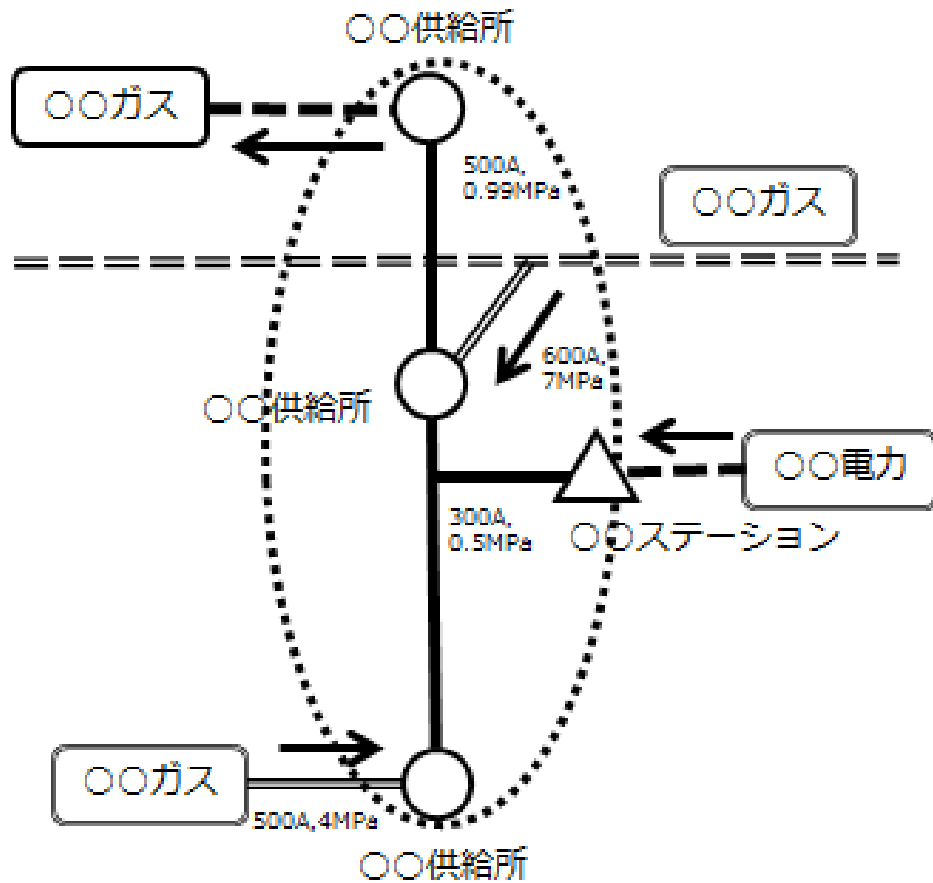 ○○供給所
○○ガス
500A,
0.99MPa
○○ガス
600A,
7MPa
○○供給所
○○電力
300A,
0.5MPa
○○ステーション
○○ガス
500A,4MPa
○○供給所